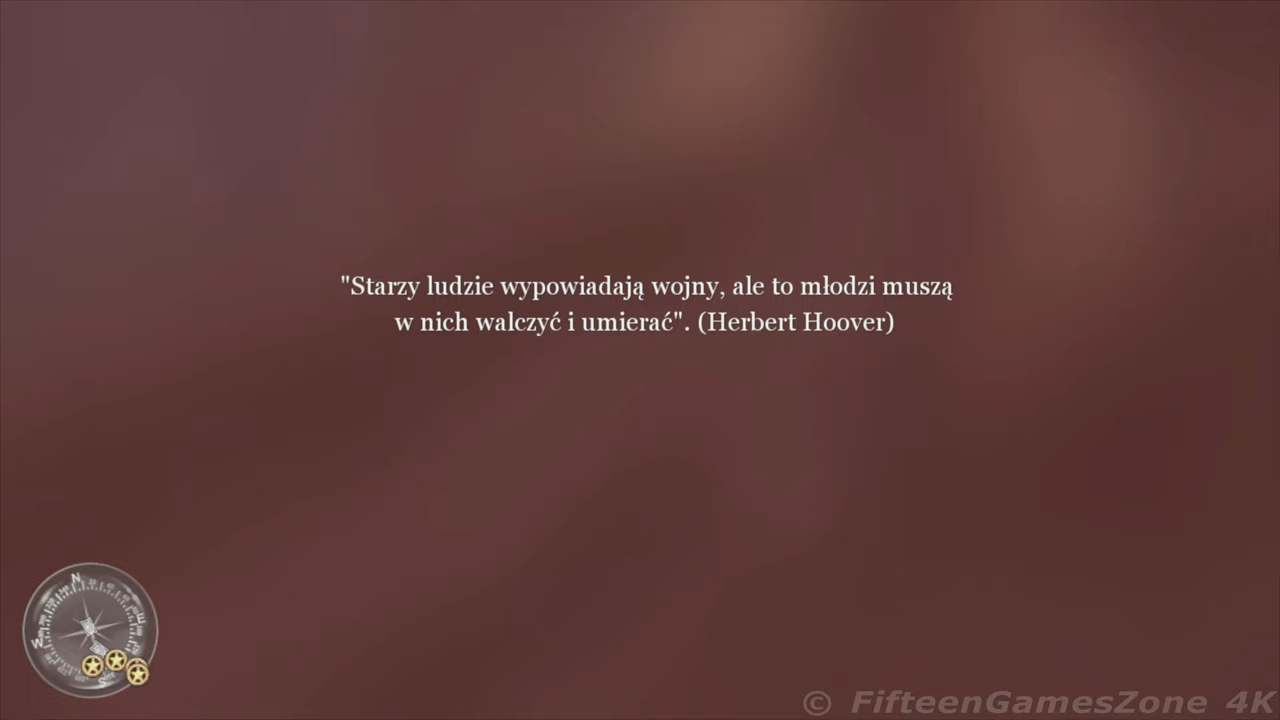 "Starzy ludzie wypowiadają wojny, ale to młodzi muszą
w nich walczyć i umierać". (Herbert Hoover)
N
E
W
S
© FifteenGamesZone 4K